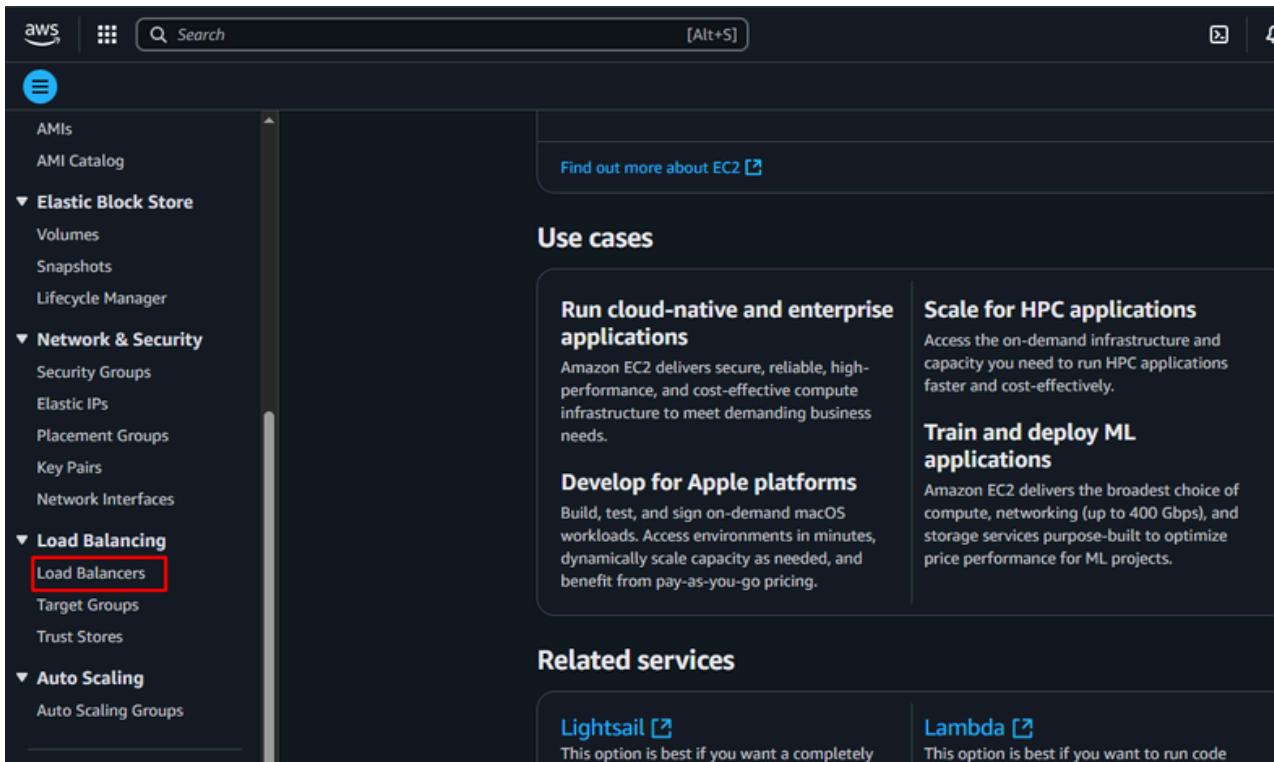 aws
Search [Alt+S]
AMIs
AMI Catalog
Elastic Block Store
Volumes
Snapshots
Lifecycle Manager
Network & Security
Security Groups
Elastic IPs
Placement Groups
Key Pairs
Network Interfaces
Load Balancing
Load Balancers
Target Groups
Trust Stores
Auto Scaling
Auto Scaling Groups
Find out more about EC2
Use cases
Run cloud-native and enterprise
applications
Amazon EC2 delivers secure, reliable, high-
performance, and cost-effective compute
infrastructure to meet demanding business
needs.
Develop for Apple platforms
Build, test, and sign on-demand macOS
workloads. Access environments in minutes,
dynamically scale capacity as needed, and
benefit from pay-as-you-go pricing.
Scale for HPC applications
Access the on-demand infrastructure and
capacity you need to run HPC applications
faster and cost-effectively.
Train and deploy ML
applications
Amazon EC2 delivers the broadest choice of
compute, networking (up to 400 Gbps), and
storage services purpose-built to optimize
price performance for ML projects.
Related services
Lightsail
This option is best if you want a completely
Lambda
This option is best if you want to run code